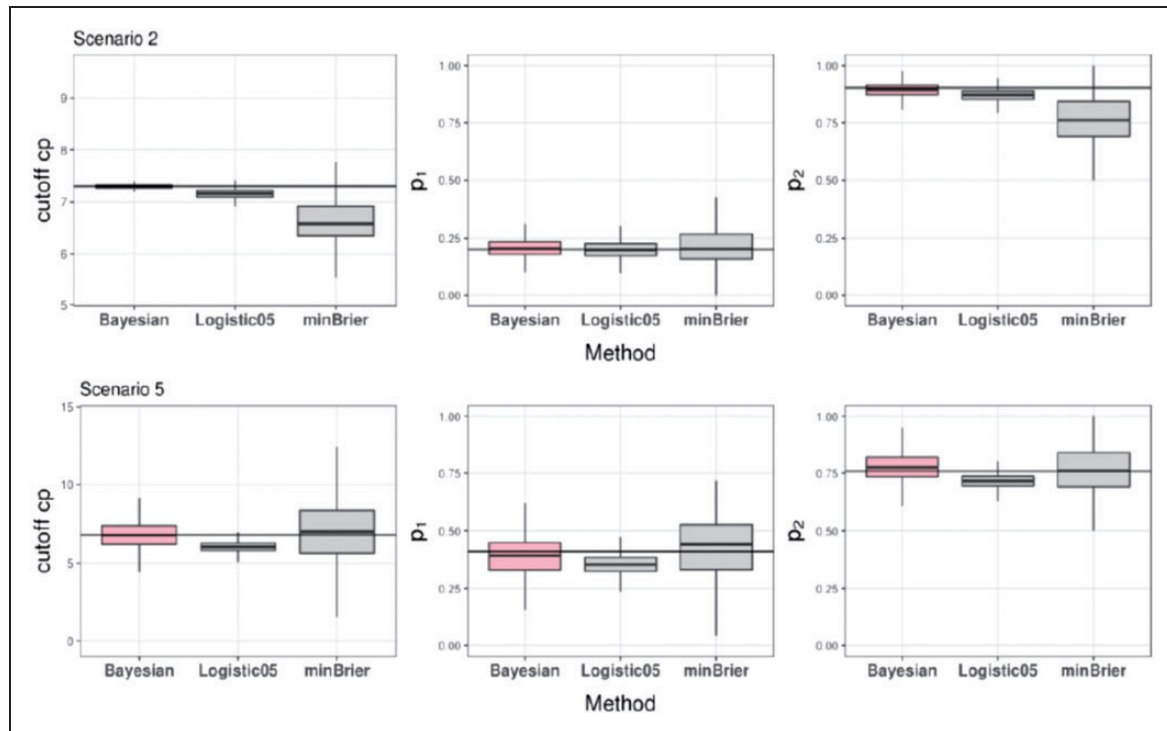 Scenario 2
cutoff cp
9
8
7
6
5
Bayesian Logistic05 minBrier
p1
1.00
0.75
0.50
0.25
0.00
Bayesian Logistic05 minBrier
Method
p2
1.00
0.75
0.50
0.25
0.00
Bayesian Logistic05 minBrier
Scenario 5
cutoff cp
15
10
5
0
Bayesian Logistic05 minBrier
p1
1.00
0.75
0.50
0.25
0.00
Bayesian Logistic05 minBrier
Method
p2
1.00
0.75
0.50
0.25
0.00
Bayesian Logistic05 minBrier